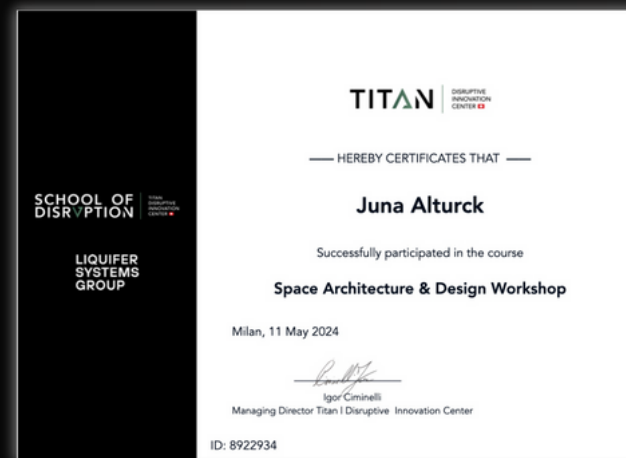 SCHOOL OF
DISRVPTION
TITAN
DISRUPTIVE
INNOVATION
CENTER
LIQUIFER
SYSTEMS
GROUP
TITAN
DISRUPTIVE
INNOVATION
CENTER
HEREBY CERTIFICATES THAT
Juna Alturck
Successfully participated in the course
Space Architecture & Design Workshop
Milan, 11 May 2024
Igor Ciminelli
Managing Director Titan | Disruptive Innovation Center
ID: 8922934